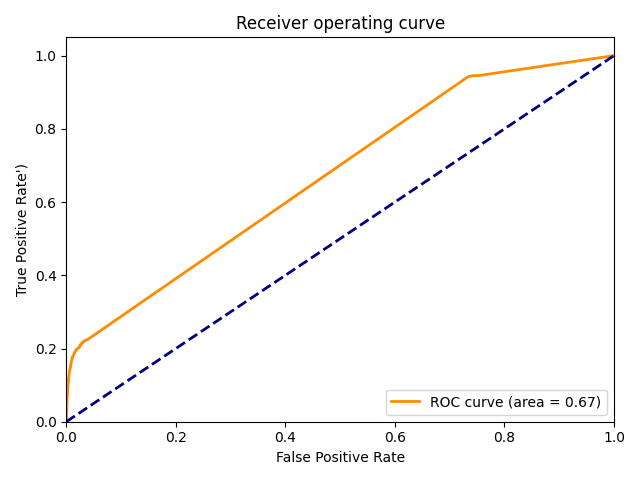 Receiver operating curve
True Positive Rate')
1.0
0.8
0.6
0.4
0.2
0.0
0.0 0.2 0.4 0.6 0.8 1.0
False Positive Rate
ROC curve (area = 0.67)